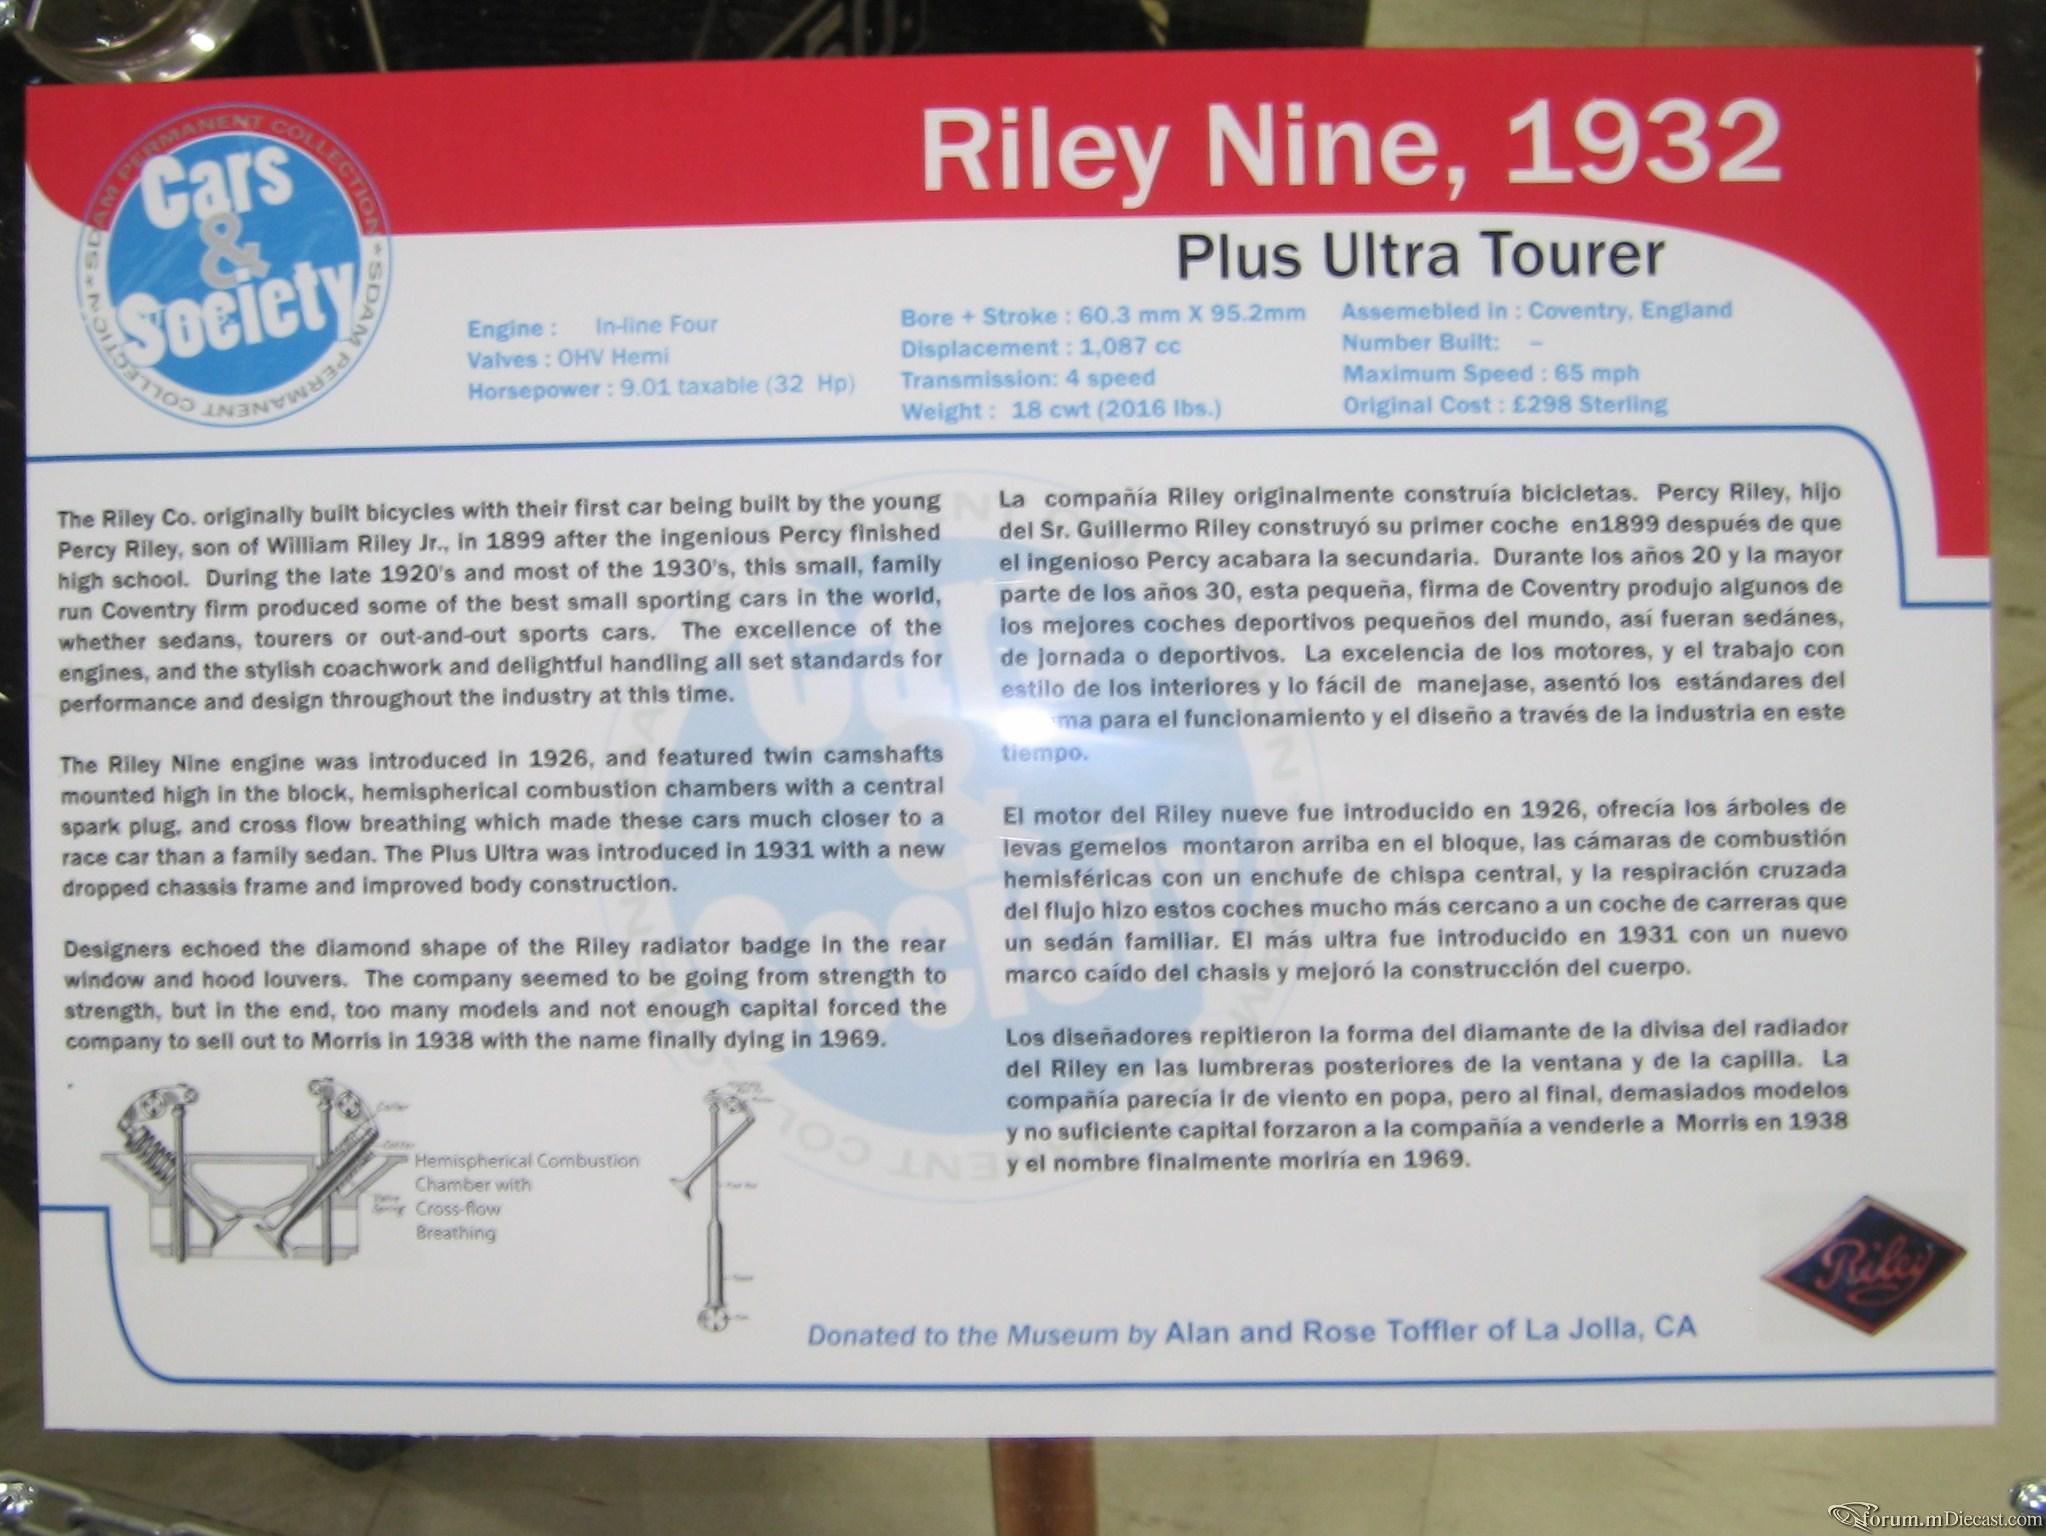 SDAM PERMANENT COLLECTION * SDAM PERMANENT COLLECTION *
Cars
&
Society
Riley Nine, 1932
Plus Ultra Tourer
Engine : In-line Four
Valves : OHV Hemi
Horsepower : 9.01 taxable (32 Hp)
Bore + Stroke : 60.3 mm X 95.2mm
Displacement : 1,087 cc
Transmission: 4 speed
Weight : 18 cwt (2016 lbs.)
Assemebled in : Coventry, England
Number Built: –
Maximum Speed : 65 mph
Original Cost : £298 Sterling
The Riley Co. originally built bicycles with their first car being built by the young
Percy Riley, son of William Riley Jr., in 1899 after the ingenious Percy finished
high school. During the late 1920's and most of the 1930's, this small, family
run Coventry firm produced some of the best small sporting cars in the world,
whether sedans, tourers or out-and-out sports cars. The excellence of the
engines, and the stylish coachwork and delightful handling all set standards for
performance and design throughout the industry at this time.
The Riley Nine engine was introduced in 1926, and featured twin camshafts
mounted high in the block, hemispherical combustion chambers with a central
spark plug, and cross flow breathing which made these cars much closer to a
race car than a family sedan. The Plus Ultra was introduced in 1931 with a new
dropped chassis frame and improved body construction.
Designers echoed the diamond shape of the Riley radiator badge in the rear
window and hood louvers. The company seemed to be going from strength to
strength, but in the end, too many models and not enough capital forced the
company to sell out to Morris in 1938 with the name finally dying in 1969.
La compañía Riley originalmente construía bicicletas. Percy Riley, hijo
del Sr. Guillermo Riley construyó su primer coche en1899 después de que
el ingenioso Percy acabara la secundaria. Durante los años 20 y la mayor
parte de los años 30, esta pequeña, firma de Coventry produjo algunos de
los mejores coches deportivos pequeños del mundo, así fueran sedánes,
de jornada o deportivos. La excelencia de los motores, y el trabajo con
estilo de los interiores y lo fácil de manejase, asentó los estándares del
ma para el funcionamiento y el diseño a través de la industria en este
tiempo.
El motor del Riley nueve fue introducido en 1926, ofrecía los árboles de
levas gemelos montaron arriba en el bloque, las cámaras de combustión
hemisféricas con un enchufe de chispa central, y la respiración cruzada
del flujo hizo estos coches mucho más cercano a un coche de carreras que
un sedán familiar. El más ultra fue introducido en 1931 con un nuevo
marco caído del chasis y mejoró la construcción del cuerpo.
Los diseñadores repitieron la forma del diamante de la divisa del radiador
del Riley en las lumbreras posteriores de la ventana y de la capilla. La
compañía parecía ir de viento en popa, pero al final, demasiados modelos
y no suficiente capital forzaron a la compañía a venderle a Morris en 1938
y el nombre finalmente moriría en 1969.
Hemispherical Combustion
Chamber with
Cross-flow
Breathing
Valve
Spring
Riley
Donated to the Museum by Alan and Rose Toffler of La Jolla, CA
forum.mDiecast.com